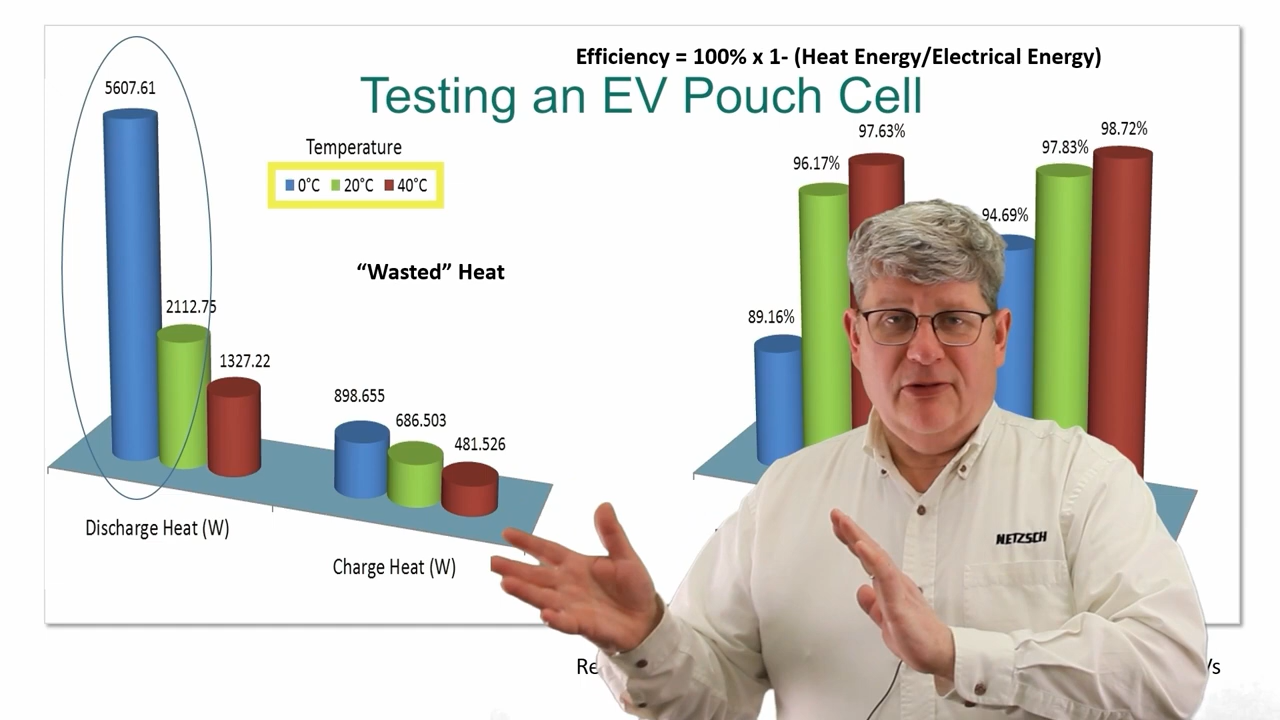 Efficiency = 100% x 1- (Heat Energy/Electrical Energy)
Testing an EV Pouch Cell
5607.61
Temperature
0°C 20°C 40°C
2112.75
1327.22
"Wasted" Heat
898.655
686.503
481.526
Discharge Heat (W)
Charge Heat (W)
89.16%
96.17%
97.63%
94.69%
97.83%
98.72%
NETZSCH